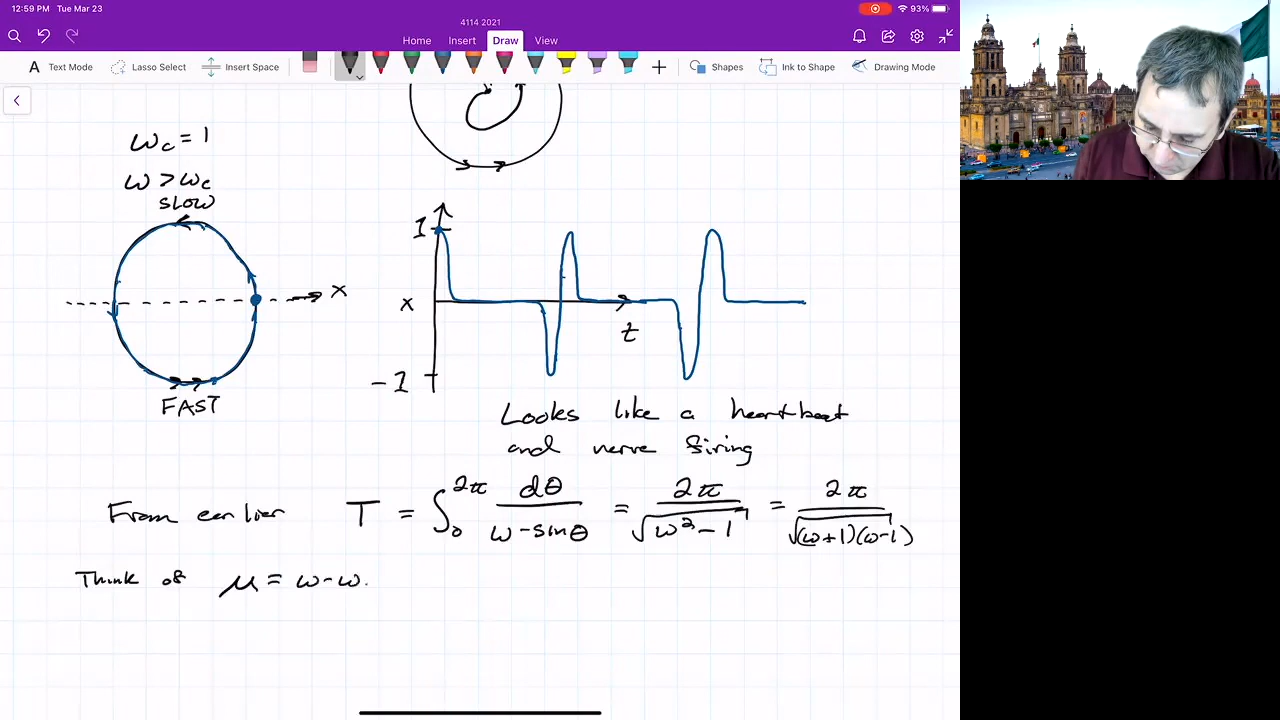 12:59 PM Tue Mar 23
93%
4114 2021
Home Insert Draw View
Text Mode Lasso Select Insert Space Shapes Ink to Shape Drawing Mode
ω_c = 1
ω > ω_c
SLOW
x
FAST
1
x
t
-1
Looks like a heartbeat
and nerve firing
From earlier T = ∫_0^{2π} dθ/(ω - sinθ) = 2π/√(ω² - 1) = 2π/√((ω+1)(ω-1))
Think of μ = ω - ω.